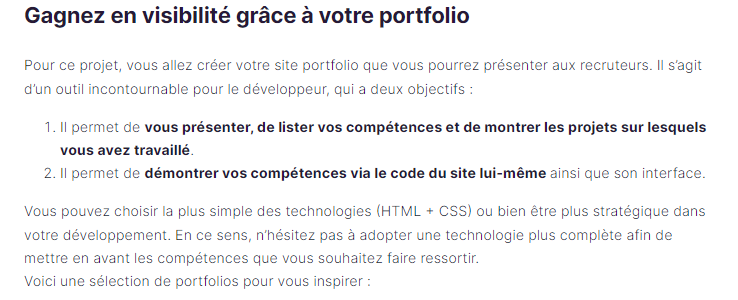 Gagnez en visibilité grâce à votre portfolio
Pour ce projet, vous allez créer votre site portfolio que vous pourrez présenter aux recruteurs. Il s’agit
d’un outil incontournable pour le développeur, qui a deux objectifs :
1. Il permet de vous présenter, de lister vos compétences et de montrer les projets sur lesquels
vous avez travaillé.
2. Il permet de démontrer vos compétences via le code du site lui-même ainsi que son interface.
Vous pouvez choisir la plus simple des technologies (HTML + CSS) ou bien être plus stratégique dans
votre développement. En ce sens, n’hésitez pas à adopter une technologie plus complète afin de
mettre en avant les compétences que vous souhaitez faire ressortir.
Voici une sélection de portfolios pour vous inspirer :